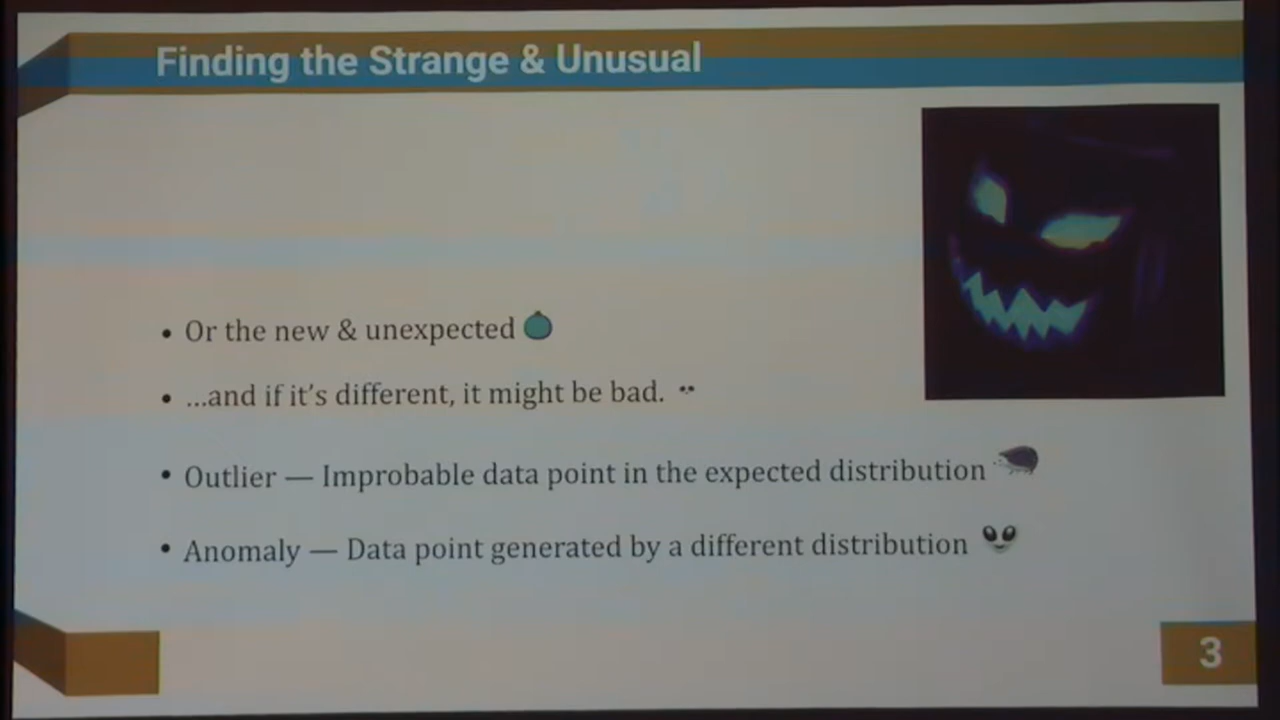 Finding the Strange & Unusual
• Or the new & unexpected
• ...and if it's different, it might be bad.
• Outlier — Improbable data point in the expected distribution
• Anomaly — Data point generated by a different distribution
3